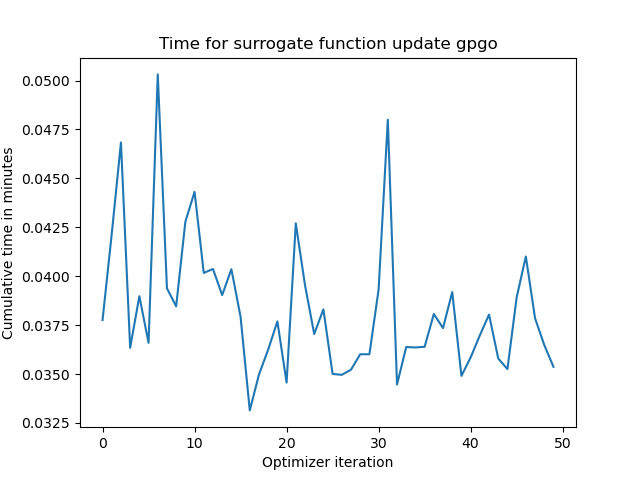 Time for surrogate function update gpgo
0.0500
0.0475
0.0450
0.0425
0.0400
0.0375
0.0350
0.0325
Cumulative time in minutes
0 10 20 30 40 50
Optimizer iteration